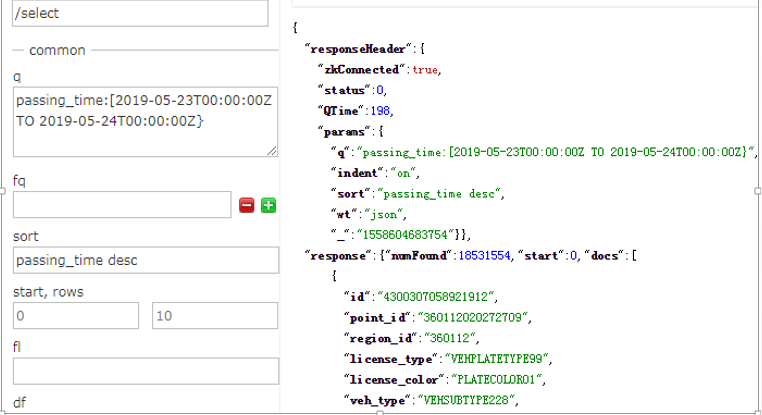 /select
common
q
passing_time:[2019-05-23T00:00:00Z
TO 2019-05-24T00:00:00Z}
fq
sort
passing_time desc
start, rows
0 10
fl
df
{
"responseHeader":{
"zkConnected":true,
"status":0,
"QTime":198,
"params":{
"q":"passing_time:[2019-05-23T00:00:00Z TO 2019-05-24T00:00:00Z}",
"indent":"on",
"sort":"passing_time desc",
"wt":"json",
"_":"1558604683754"}},
"response":{"numFound":18531554,"start":0,"docs":[
{
"id":"4300307058921912",
"point_id":"360112020272709",
"region_id":"360112",
"license_type":"VEHPLATETYPE99",
"license_color":"PLATECOLOR01",
"veh_type":"VEHSUBTYPE228",